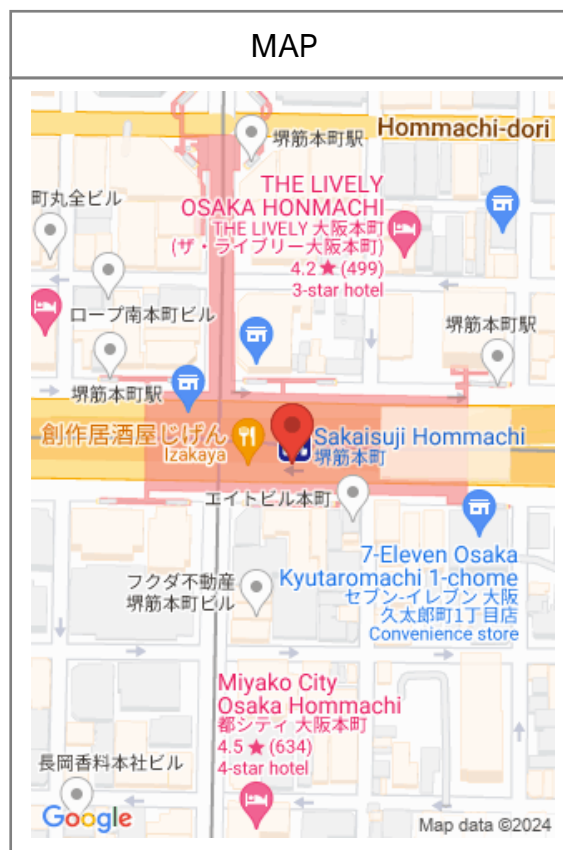 MAP
Hommachi-dori
堺筋本町駅
THE LIVELY
OSAKA HONMACHI
THE LIVELY 大阪本町
(ザ・ライブリー大阪本町)
4.2 ★ (499)
3-star hotel
町丸全ビル
ロープ南本町ビル
堺筋本町駅
堺筋本町駅
創作居酒屋じげん
Izakaya
Sakaisuji Hommachi
堺筋本町
エイトビル本町
7-Eleven Osaka
Kyutaromachi 1-chome
セブン-イレブン 大阪
久太郎町1丁目店
Convenience store
フクダ不動産
堺筋本町ビル
Miyako City
Osaka Hommachi
都シティ 大阪本町
4.5 ★ (634)
4-star hotel
長岡香料本社ビル
Google
Map data ©2024